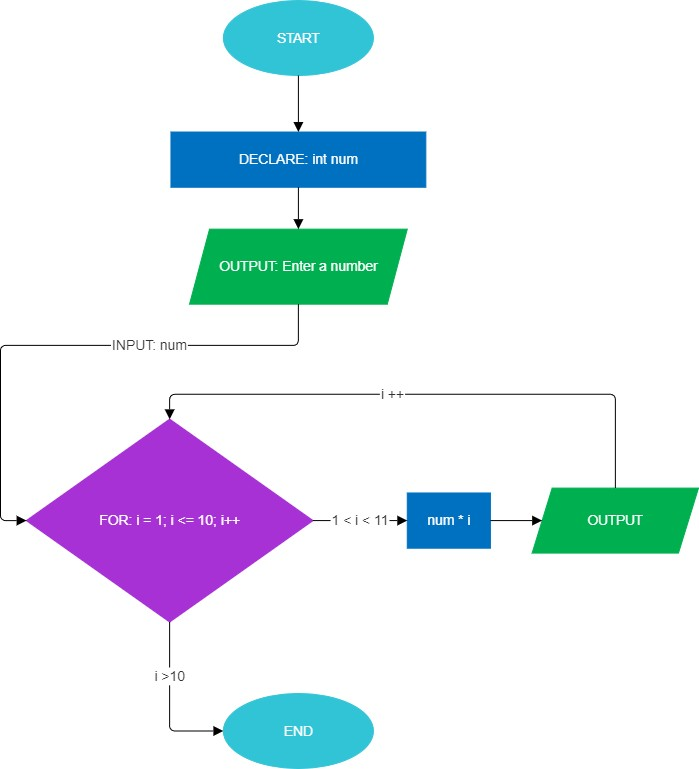 START
DECLARE: int num
OUTPUT: Enter a number
INPUT: num
i ++
FOR: i = 1; i <= 10; i++
1 < i < 11
num * i
OUTPUT
i >10
END